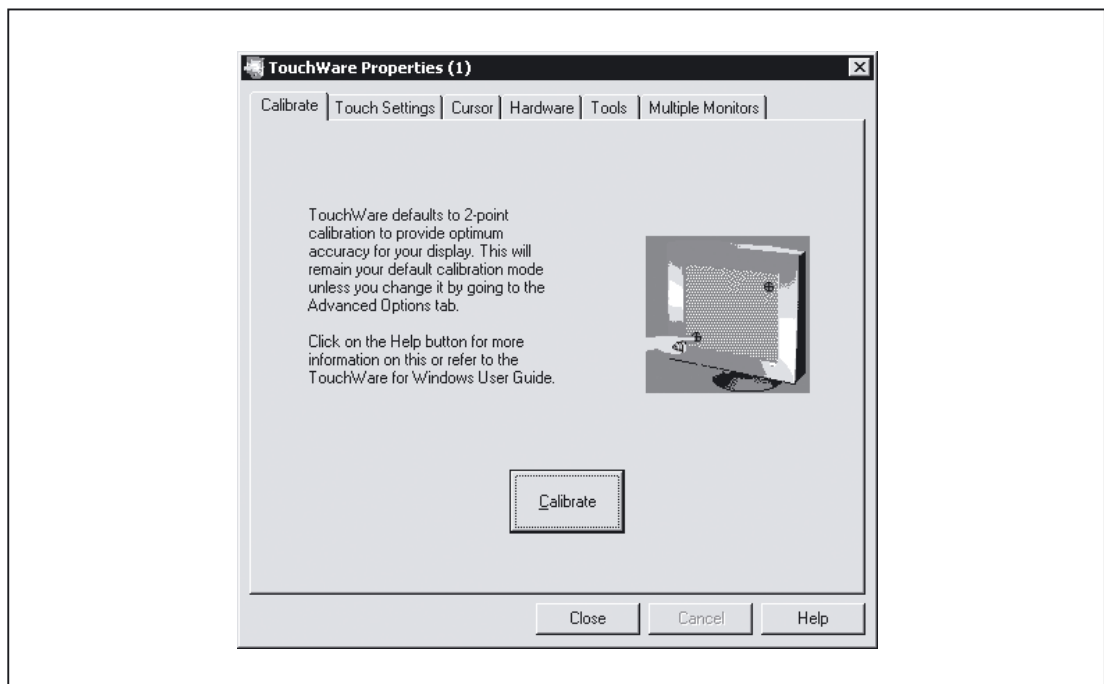 TouchWare Properties (1)
Calibrate Touch Settings Cursor Hardware Tools Multiple Monitors
TouchWare defaults to 2-point
calibration to provide optimum
accuracy for your display. This will
remain your default calibration mode
unless you change it by going to the
Advanced Options tab.
Click on the Help button for more
information on this or refer to the
TouchWare for Windows User Guide.
Calibrate
Close Cancel Help